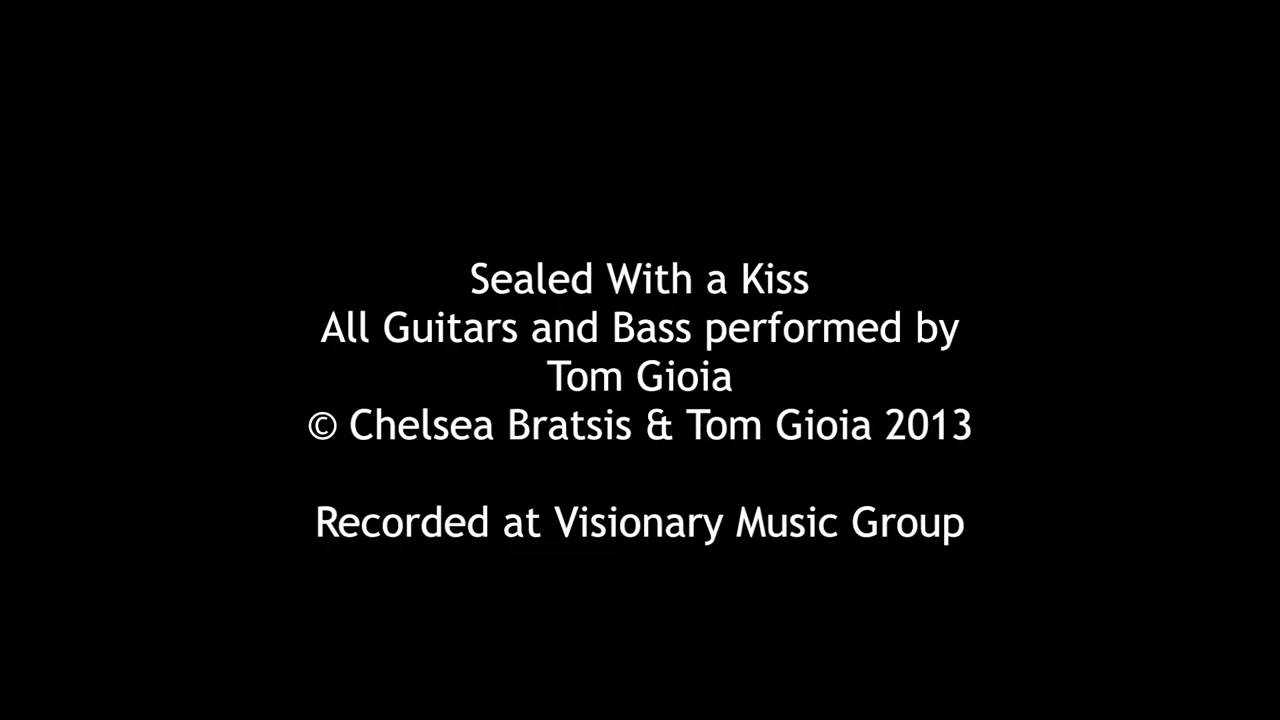 Sealed With a Kiss
All Guitars and Bass performed by
Tom Gioia
© Chelsea Bratsis & Tom Gioia 2013
Recorded at Visionary Music Group